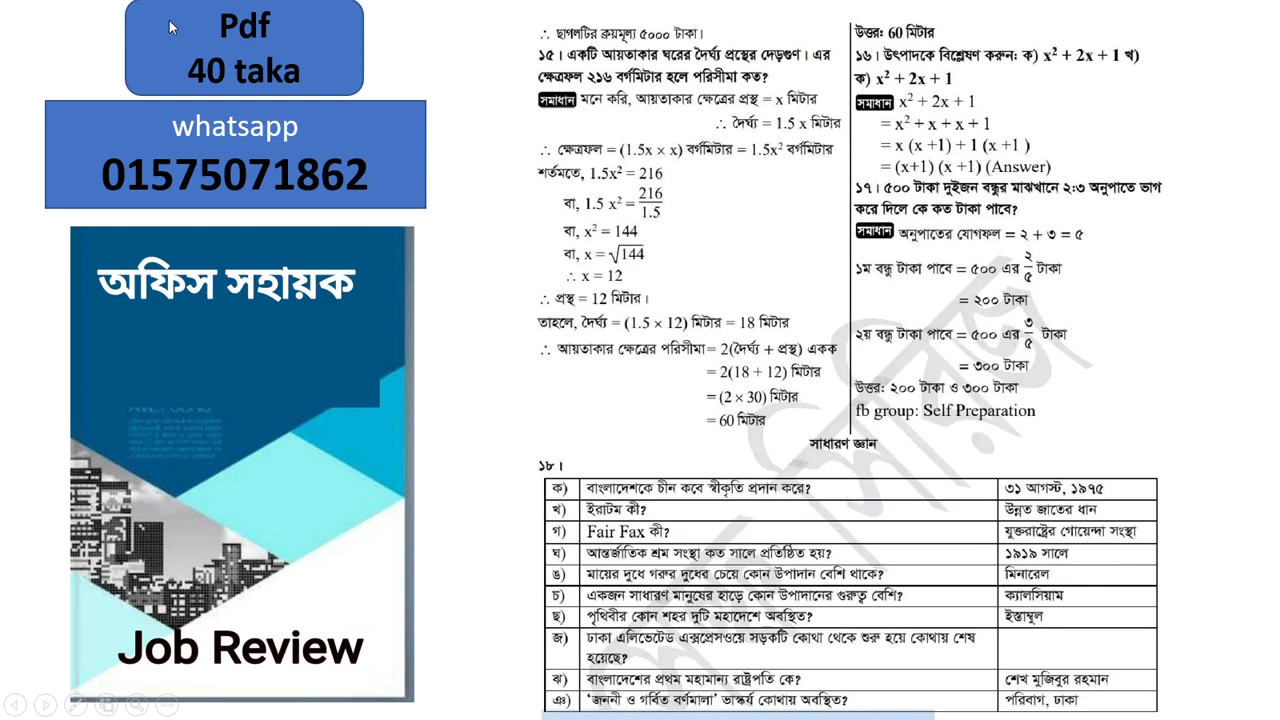 Pdf
40 taka
whatsapp
01575071862
অফিস সহায়ক
Job Review
∴ ছাগলটির ক্রয়মূল্য ৫০০০ টাকা।
১৫। একটি আয়তাকার ঘরের দৈর্ঘ্য প্রস্থের দেড়গুণ। এর
ক্ষেত্রফল ২১৬ বর্গমিটার হলে পরিসীমা কত?
সমাধান মনে করি, আয়তাকার ক্ষেত্রের প্রস্থ = x মিটার
∴ দৈর্ঘ্য = 1.5 x মিটার
∴ ক্ষেত্রফল = (1.5x × x) বর্গমিটার = 1.5x² বর্গমিটার
শর্তমতে, 1.5x² = 216
বা, 1.5 x² = 216/1.5
বা, x² = 144
বা, x = √144
∴ x = 12
∴ প্রস্থ = 12 মিটার।
তাহলে, দৈর্ঘ্য = (1.5 × 12) মিটার = 18 মিটার
∴ আয়তাকার ক্ষেত্রের পরিসীমা = 2(দৈর্ঘ্য + প্রস্থ) একক
= 2(18 + 12) মিটার
= (2 × 30) মিটার
= 60 মিটার
উত্তর: 60 মিটার
১৬। উৎপাদকে বিশ্লেষণ করুন: ক) x² + 2x + 1 খ)
ক) x² + 2x + 1
সমাধান x² + 2x + 1
= x² + x + x + 1
= x (x +1) + 1 (x +1 )
= (x+1) (x +1) (Answer)
১৭। ৫০০ টাকা দুইজন বন্ধুর মাঝখানে ২:৩ অনুপাতে ভাগ
করে দিলে কে কত টাকা পাবে?
সমাধান অনুপাতের যোগফল = ২ + ৩ = ৫
১ম বন্ধু টাকা পাবে = ৫০০ এর ২/৫ টাকা
= ২০০ টাকা
২য় বন্ধু টাকা পাবে = ৫০০ এর ৩/৫ টাকা
= ৩০০ টাকা
উত্তর: ২০০ টাকা ও ৩০০ টাকা
fb group: Self Preparation
সাধারণ জ্ঞান
১৮।
ক) বাংলাদেশকে চীন কবে স্বীকৃতি প্রদান করে? ৩১ আগস্ট, ১৯৭৫
খ) ইরাটম কী? উন্নত জাতের ধান
গ) Fair Fax কী? যুক্তরাষ্ট্রের গোয়েন্দা সংস্থা
ঘ) আন্তর্জাতিক শ্রম সংস্থা কত সালে প্রতিষ্ঠিত হয়? ১৯১৯ সালে
ঙ) মায়ের দুধে গরুর দুধের চেয়ে কোন উপাদান বেশি থাকে? মিনারেল
চ) একজন সাধারণ মানুষের হাড়ে কোন উপাদানের গুরুত্ব বেশি? ক্যালসিয়াম
ছ) পৃথিবীর কোন শহর দুটি মহাদেশে অবস্থিত? ইস্তাম্বুল
জ) ঢাকা এলিভেটেড এক্সপ্রেসওয়ে সড়কটি কোথা থেকে শুরু হয়ে কোথায় শেষ
হয়েছে?
ঝ) বাংলাদেশের প্রথম মহামান্য রাষ্ট্রপতি কে? শেখ মুজিবুর রহমান
ঞ) ‘জননী ও গর্বিত বর্ণমালা’ ভাস্কর্য কোথায় অবস্থিত? পরিবাগ, ঢাকা